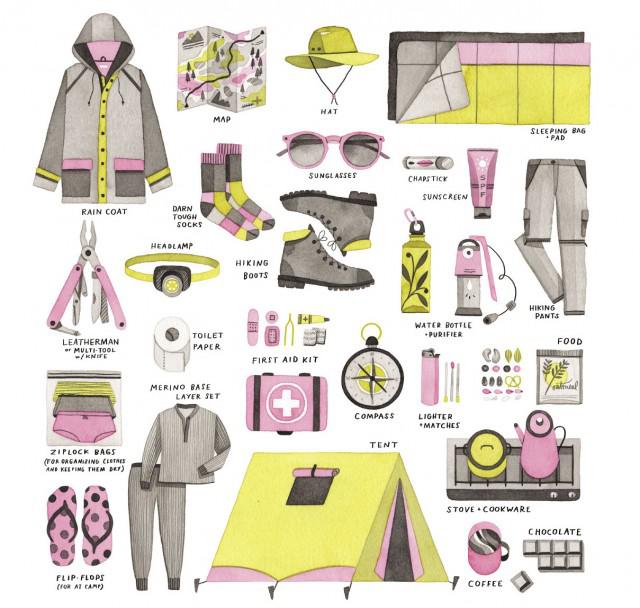 MAP
HAT
SLEEPING BAG
+ PAD
SUNGLASSES
CHAPSTICK
SUNSCREEN
SPF
RAIN COAT
DARN
TOUGH
SOCKS
HEADLAMP
HIKING
BOOTS
HIKING
PANTS
WATER BOTTLE
+ PURIFIER
LEATHERMAN
OR MULTI-TOOL
W/ KNIFE
TOILET
PAPER
FIRST AID KIT
FOOD
oatmeal
MERINO BASE
LAYER SET
COMPASS
LIGHTER
+ MATCHES
ZIPLOCK BAGS
(FOR ORGANIZING CLOTHES
AND KEEPING THEM DRY)
TENT
STOVE + COOKWARE
FLIP-FLOPS
(FOR AT CAMP)
COFFEE
CHOCOLATE